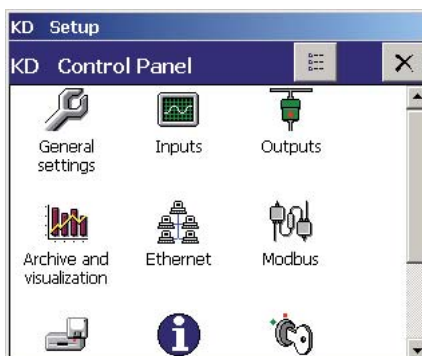 KD Setup
KD Control Panel
General settings
Inputs
Outputs
Archive and visualization
Ethernet
Modbus